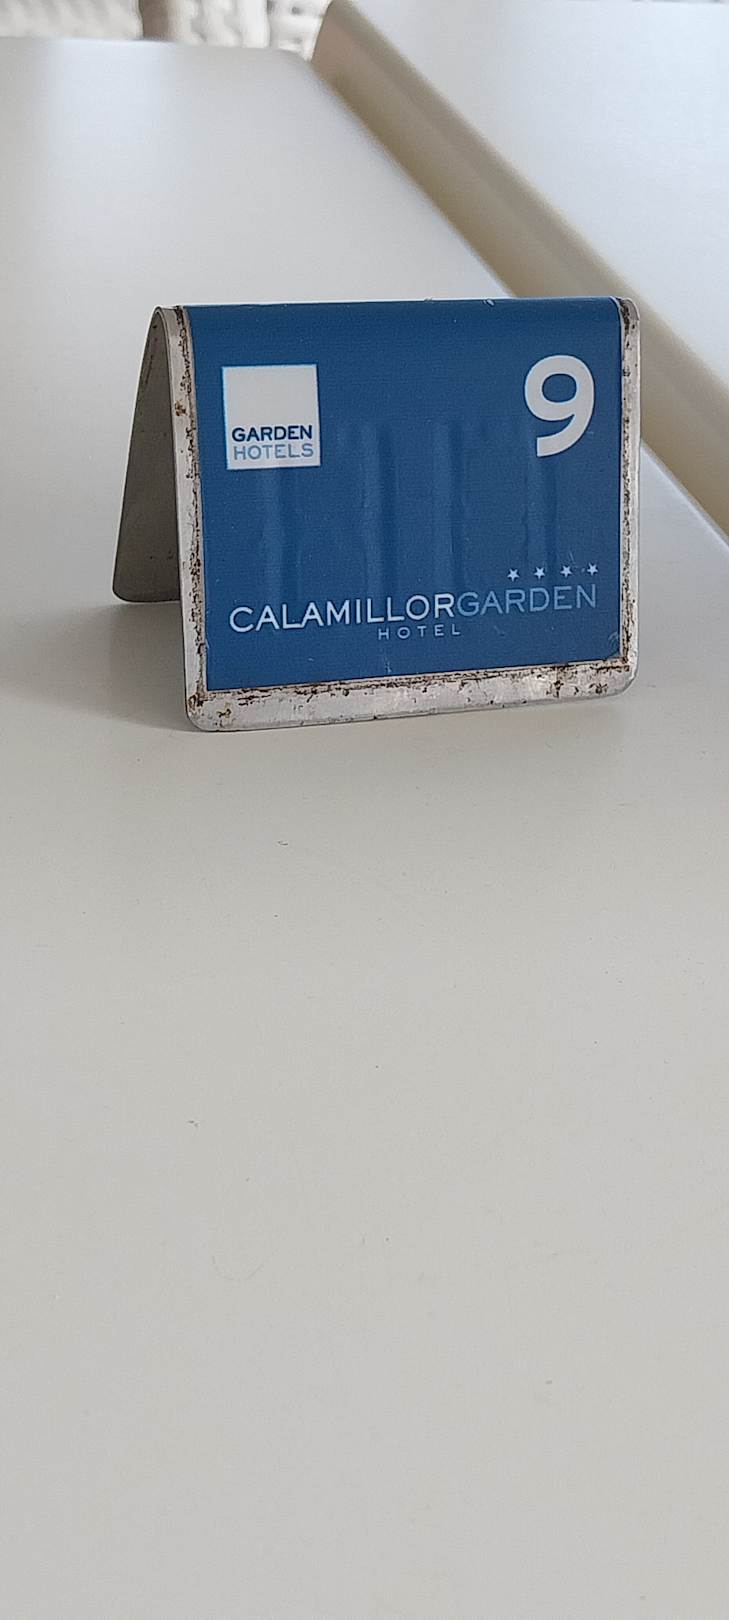 9
GARDEN
HOTELS
★ ★ ★ ★
CALAMILLORGARDEN
HOTEL